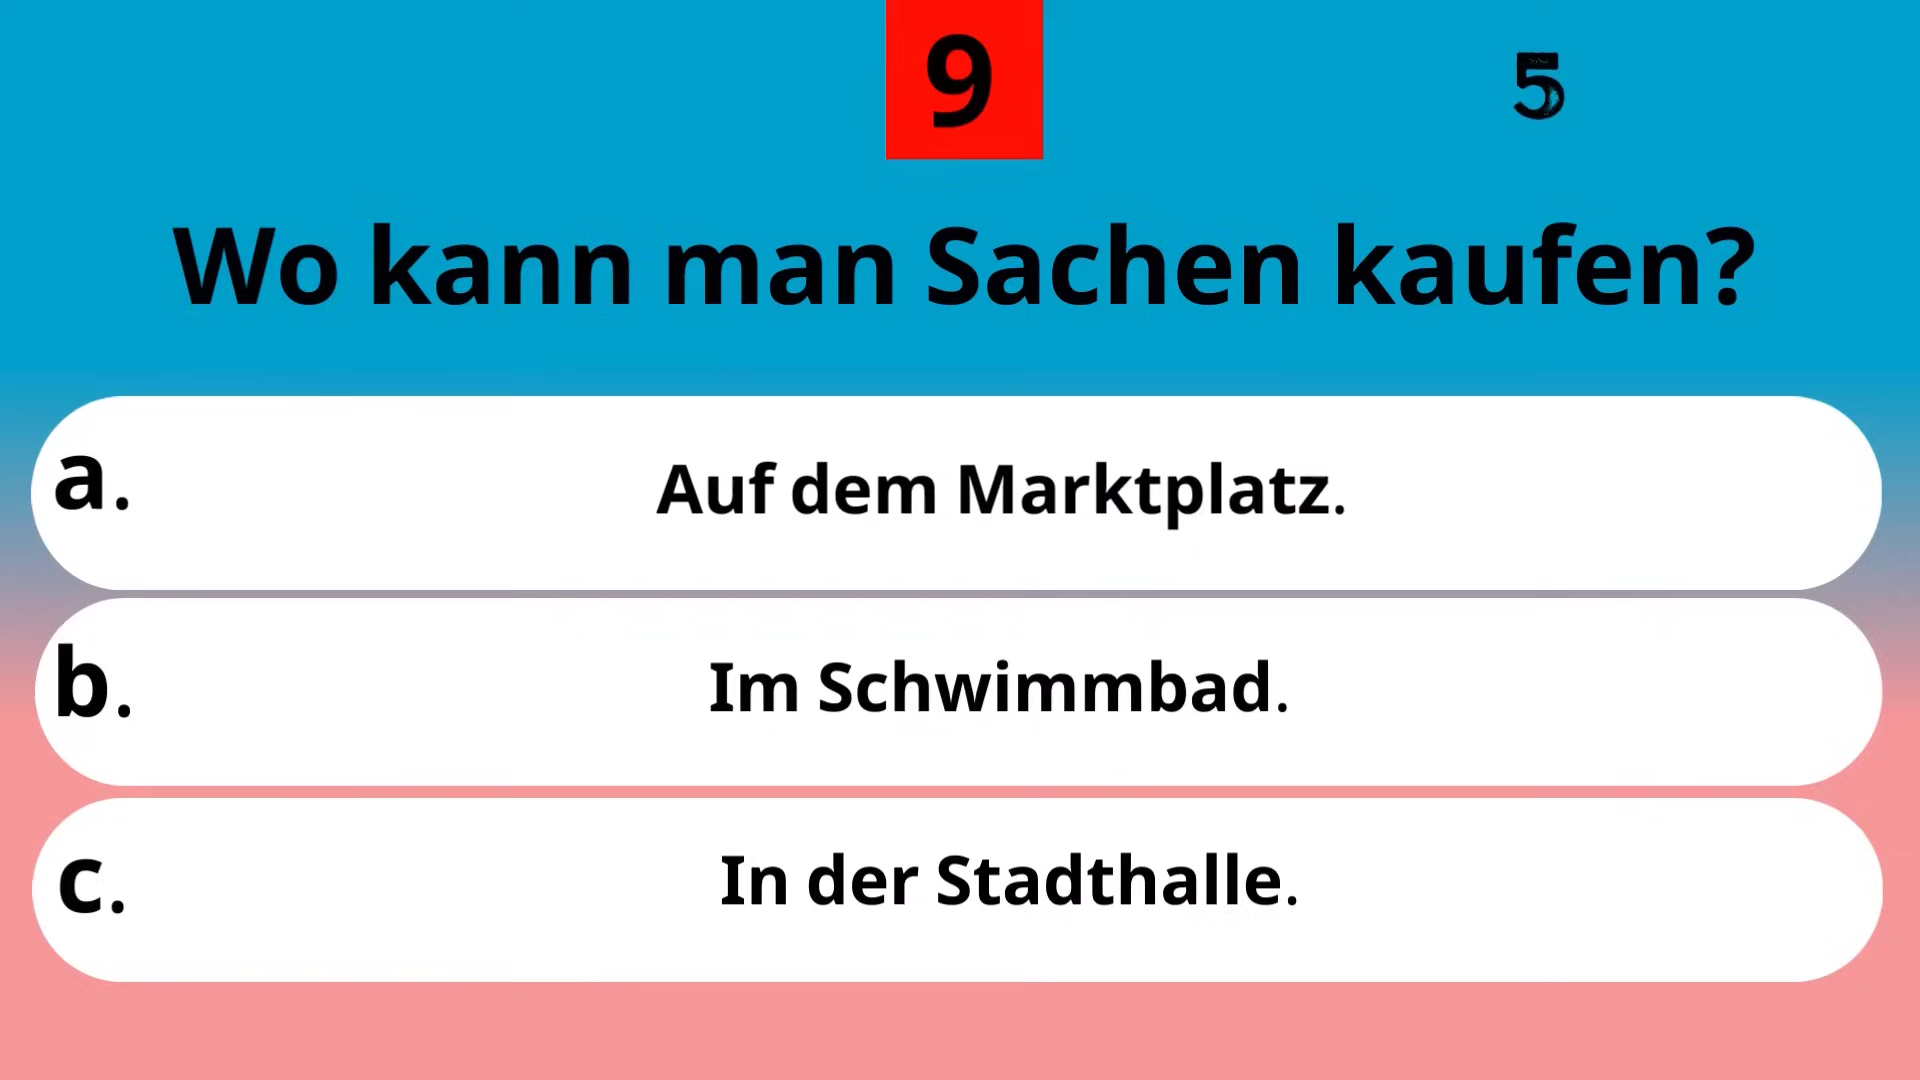 9
5
Wo kann man Sachen kaufen?
a.
Auf dem Marktplatz.
b.
Im Schwimmbad.
c.
In der Stadthalle.